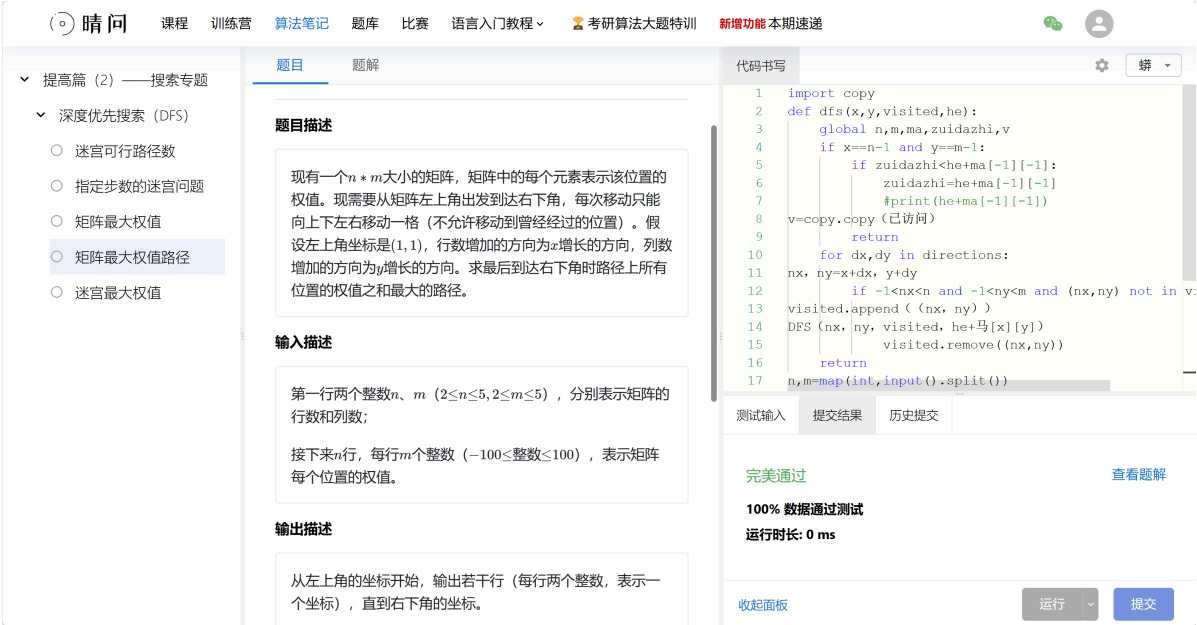 晴问 课程 训练营 算法笔记 题库 比赛 语言入门教程 考研算法大题特训 新增功能 本期速递
提高篇（2）——搜索专题
深度优先搜索（DFS）
迷宫可行路径数
指定步数的迷宫问题
矩阵最大权值
矩阵最大权值路径
迷宫最大权值
题目 题解
题目描述
现有一个n∗m大小的矩阵，矩阵中的每个元素表示该位置的
权值。现需要从矩阵左上角出发到达右下角，每次移动只能
向上下左右移动一格（不允许移动到曾经经过的位置）。假
设左上角坐标是(1,1)，行数增加的方向为x增长的方向，列数
增加的方向为y增长的方向。求最后到达右下角时路径上所有
位置的权值之和最大的路径。
输入描述
第一行两个整数n、m（2≤n≤5,2≤m≤5），分别表示矩阵的
行数和列数；
接下来n行，每行m个整数（−100≤整数≤100），表示矩阵
每个位置的权值。
输出描述
从左上角的坐标开始，输出若干行（每行两个整数，表示一
个坐标），直到右下角的坐标。
代码书写 蟒
1 import copy
2 def dfs(x,y,visited,he):
3 global n,m,ma,zuidazhi,v
4 if x==n-1 and y==m-1:
5 if zuidazhi<he+ma[-1][-1]:
6 zuidazhi=he+ma[-1][-1]
7 #print(he+ma[-1][-1])
8 v=copy.copy（已访问）
9 return
10 for dx,dy in directions:
11 nx，ny=x+dx，y+dy
12 if -1<nx<n and -1<ny<m and (nx,ny) not in vi
13 visited.append（（nx，ny））
14 DFS（nx，ny，visited，he+马[x][y]）
15 visited.remove((nx,ny))
16 return
17 n,m=map(int,input().split())
测试输入 提交结果 历史提交
完美通过 查看题解
100% 数据通过测试
运行时长: 0 ms
收起面板 运行 提交